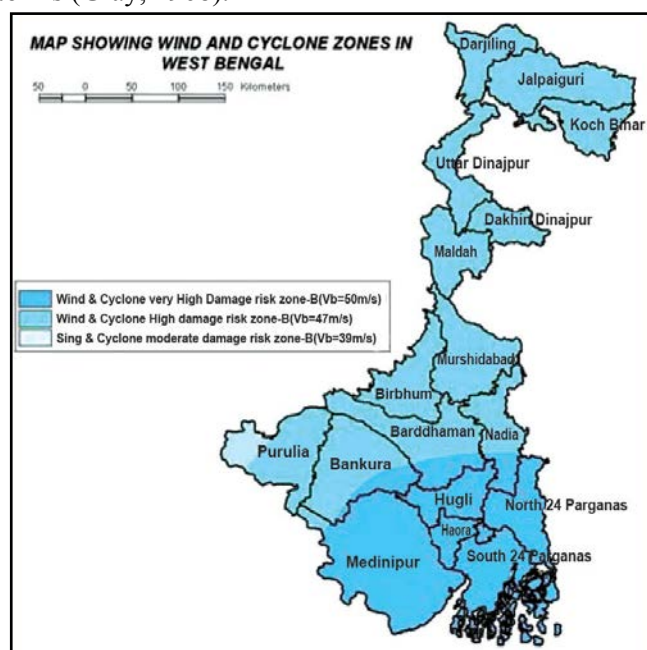 MAP SHOWING WIND AND CYCLONE ZONES IN
WEST BENGAL
50 0 50 100 150 Kilometers
Darjiling
Jalpaiguri
Koch Bihar
Uttar Dinajpur
Dakhin Dinajpur
Maldah
Wind & Cyclone very High Damage risk zone-B(Vb=50m/s)
Wind & Cyclone High damage risk zone-B(Vb=47m/s)
Sing & Cyclone moderate damage risk zone-B(Vb=39m/s)
Murshidabad
Birbhum
Barddhaman
Nadia
Purulia
Bankura
Hugli
North 24 Parganas
Haora
South 24 Parganas
Medinipur